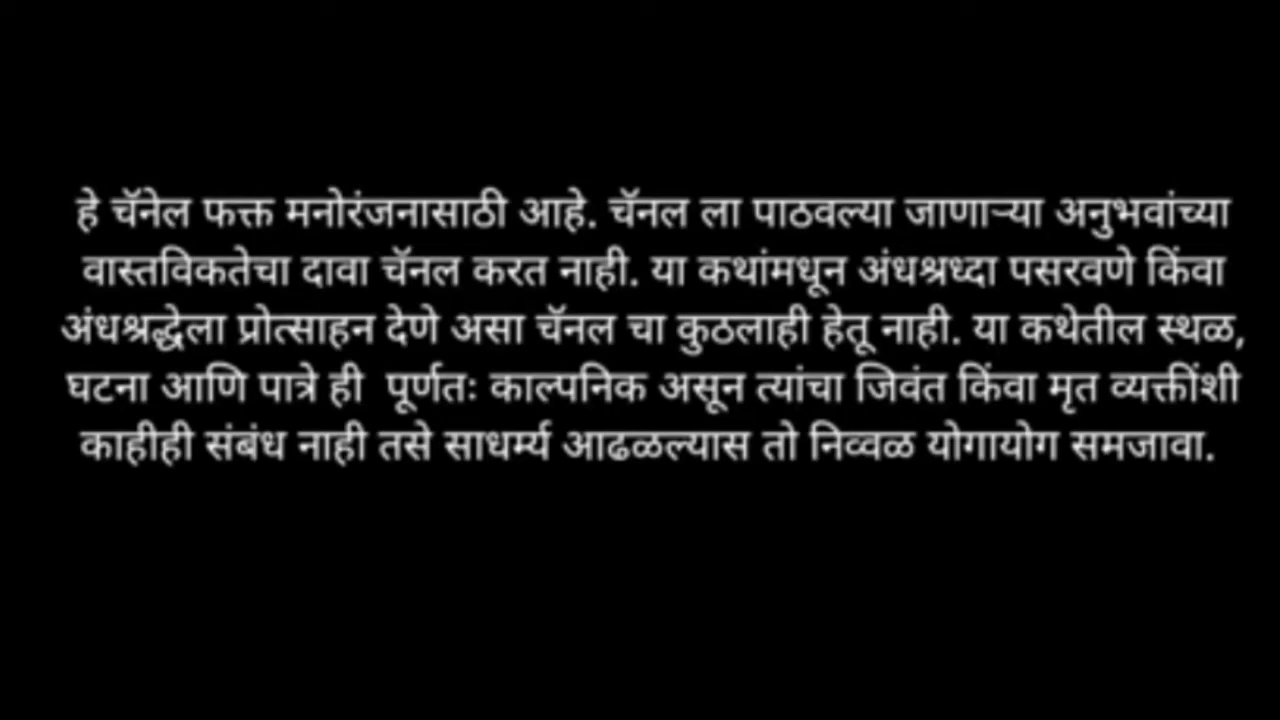 हे चॅनेल फक्त मनोरंजनासाठी आहे. चॅनल ला पाठवल्या जाणाऱ्या अनुभवांच्या
वास्तविकतेचा दावा चॅनल करत नाही. या कथांमधून अंधश्रध्दा पसरवणे किंवा
अंधश्रद्धेला प्रोत्साहन देणे असा चॅनल चा कुठलाही हेतू नाही. या कथेतील स्थळ,
घटना आणि पात्रे ही पूर्णतः काल्पनिक असून त्यांचा जिवंत किंवा मृत व्यक्तींशी
काहीही संबंध नाही तसे साधर्म्य आढळल्यास तो निव्वळ योगायोग समजावा.